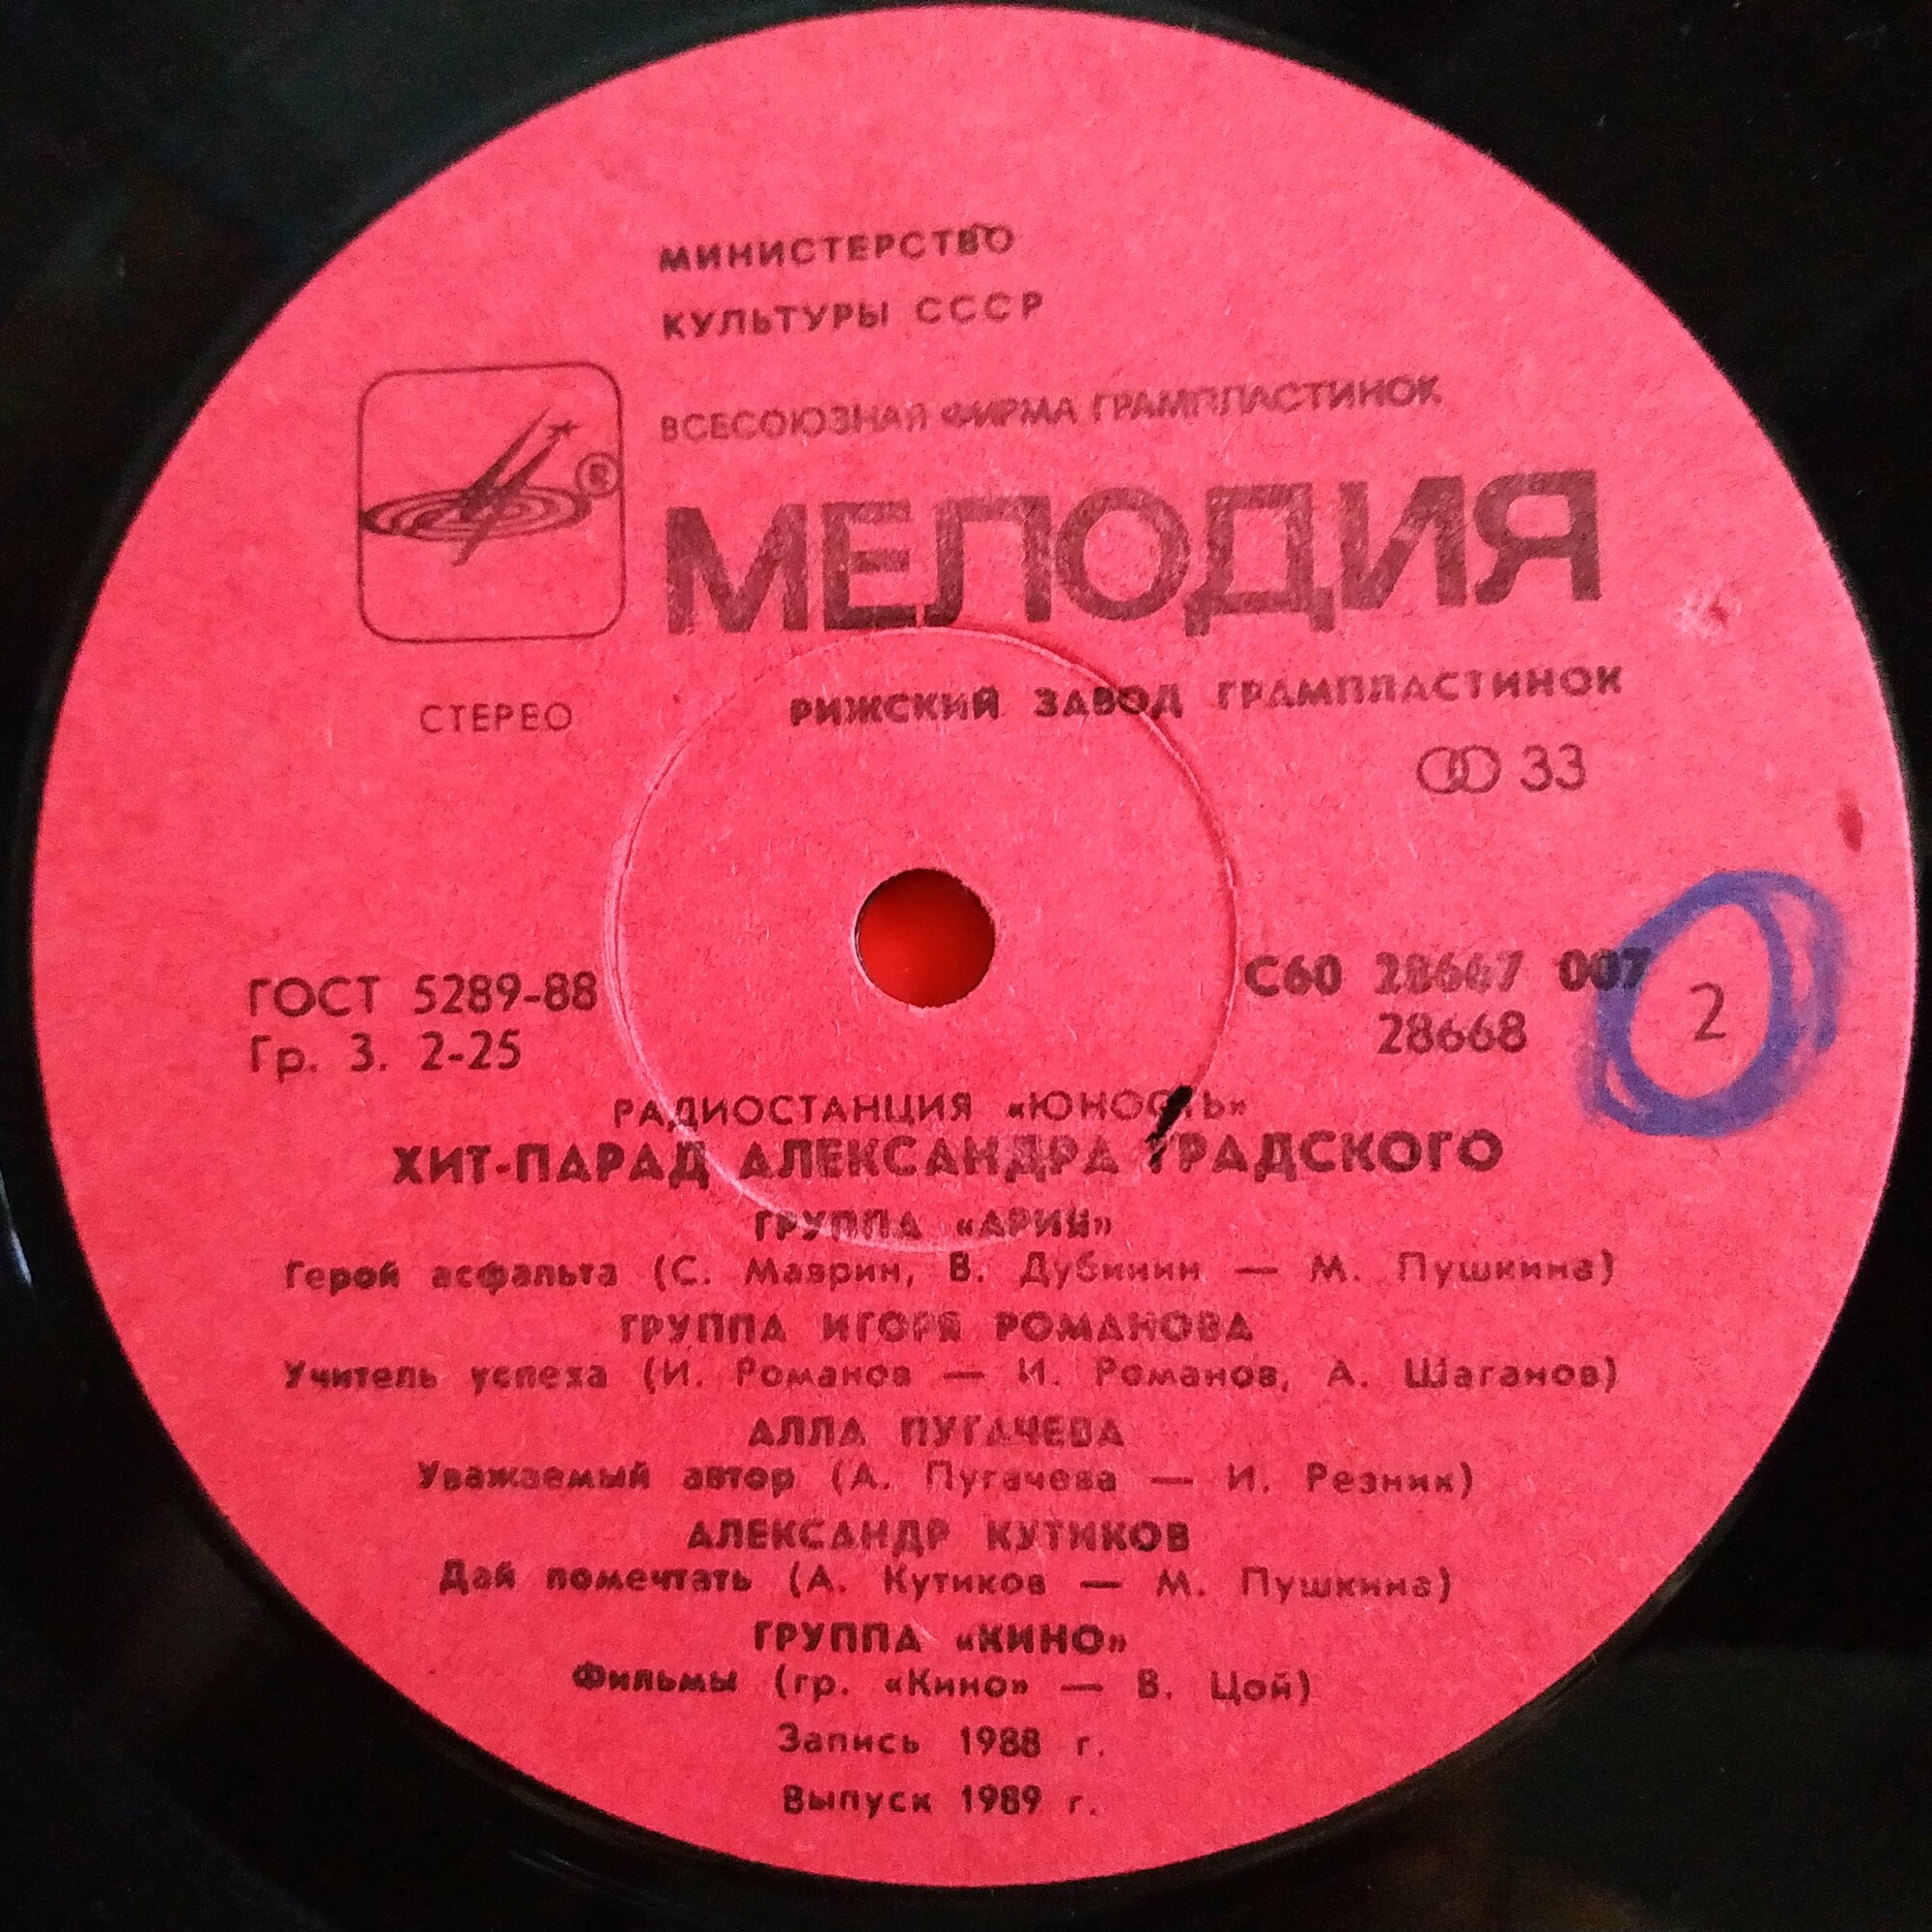 МИНИСТЕРСТВО
КУЛЬТУРЫ СССР
ВСЕСОЮЗНАЯ ФИРМА ГРАМПЛАСТИНОК
®
МЕЛОДИЯ
СТЕРЕО
РИЖСКИЙ ЗАВОД ГРАМПЛАСТИНОК
33
ГОСТ 5289-88
Гр. 3. 2-25
С60 28667 007
28668
2
РАДИОСТАНЦИЯ «ЮНОСТЬ»
ХИТ-ПАРАД АЛЕКСАНДРА ГРАДСКОГО
ГРУППА «АРИЯ»
Герой асфальта (С. Маврин, В. Дубинин — М. Пушкина)
ГРУППА ИГОРЯ РОМАНОВА
Учитель успеха (И. Романов — И. Романов, А. Шаганов)
АЛЛА ПУГАЧЕВА
Уважаемый автор (А. Пугачева — И. Резник)
АЛЕКСАНДР КУТИКОВ
Дай помечтать (А. Кутиков — М. Пушкина)
ГРУППА «КИНО»
Фильмы (гр. «Кино» — В. Цой)
Запись 1988 г.
Выпуск 1989 г.